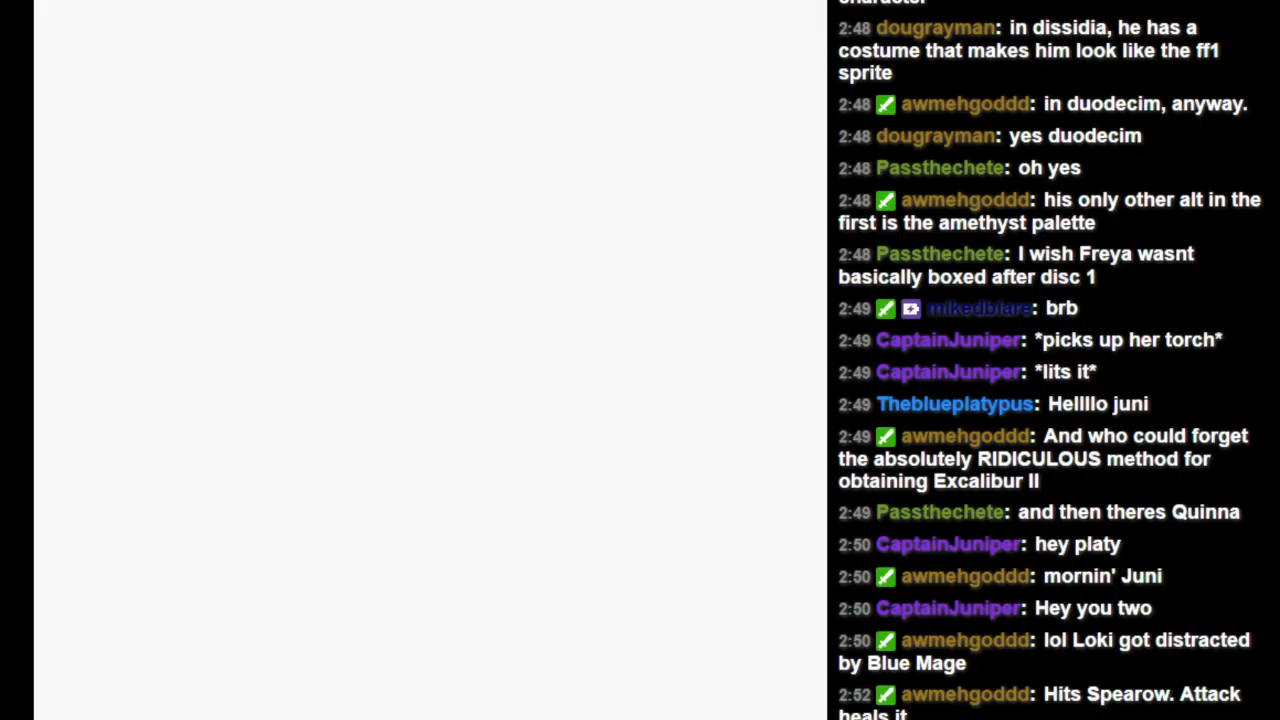 character
2:48 dougrayman: in dissidia, he has a
costume that makes him look like the ff1
sprite
2:48 awmehgoddd: in duodecim, anyway.
2:48 dougrayman: yes duodecim
2:48 Passthechete: oh yes
2:48 awmehgoddd: his only other alt in the
first is the amethyst palette
2:48 Passthechete: I wish Freya wasnt
basically boxed after disc 1
2:49 mikedblare: brb
2:49 CaptainJuniper: *picks up her torch*
2:49 CaptainJuniper: *lits it*
2:49 Theblueplatypus: Hellllo juni
2:49 awmehgoddd: And who could forget
the absolutely RIDICULOUS method for
obtaining Excalibur II
2:49 Passthechete: and then theres Quinna
2:50 CaptainJuniper: hey platy
2:50 awmehgoddd: mornin' Juni
2:50 CaptainJuniper: Hey you two
2:50 awmehgoddd: lol Loki got distracted
by Blue Mage
2:52 awmehgoddd: Hits Spearow. Attack
heals it